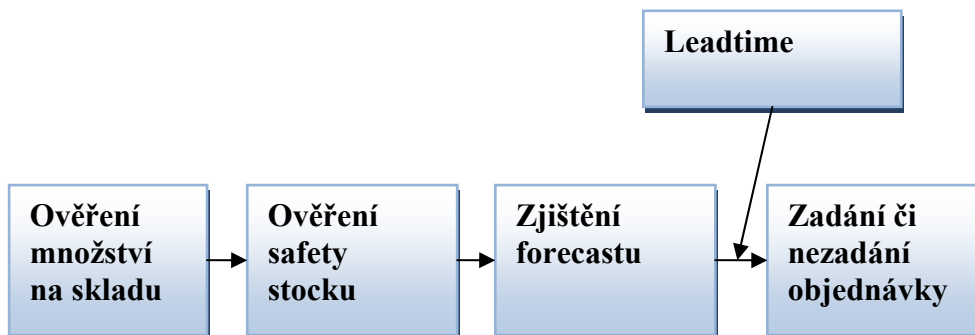 Leadtime
Ověření
množství
na skladu
Ověření
safety
stocku
Zjištění
forecastu
Zadání či
nezadání
objednávky